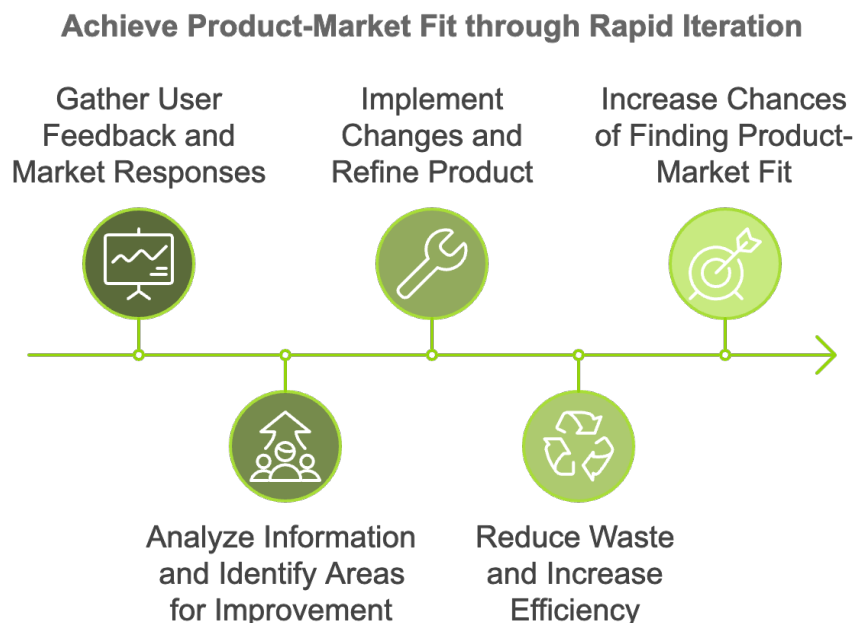 Achieve Product-Market Fit through Rapid Iteration
Gather User
Feedback and
Market Responses
Implement
Changes and
Refine Product
Increase Chances
of Finding Product-
Market Fit
Analyze Information
and Identify Areas
for Improvement
Reduce Waste
and Increase
Efficiency